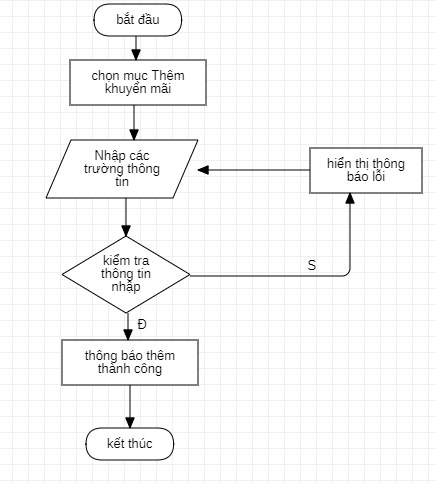 bắt đầu
chọn mục Thêm
khuyến mãi
Nhập các
trường thông
tin
hiển thị thông
báo lỗi
kiểm tra
thông tin
nhập
S
Đ
thông báo thêm
thành công
kết thúc